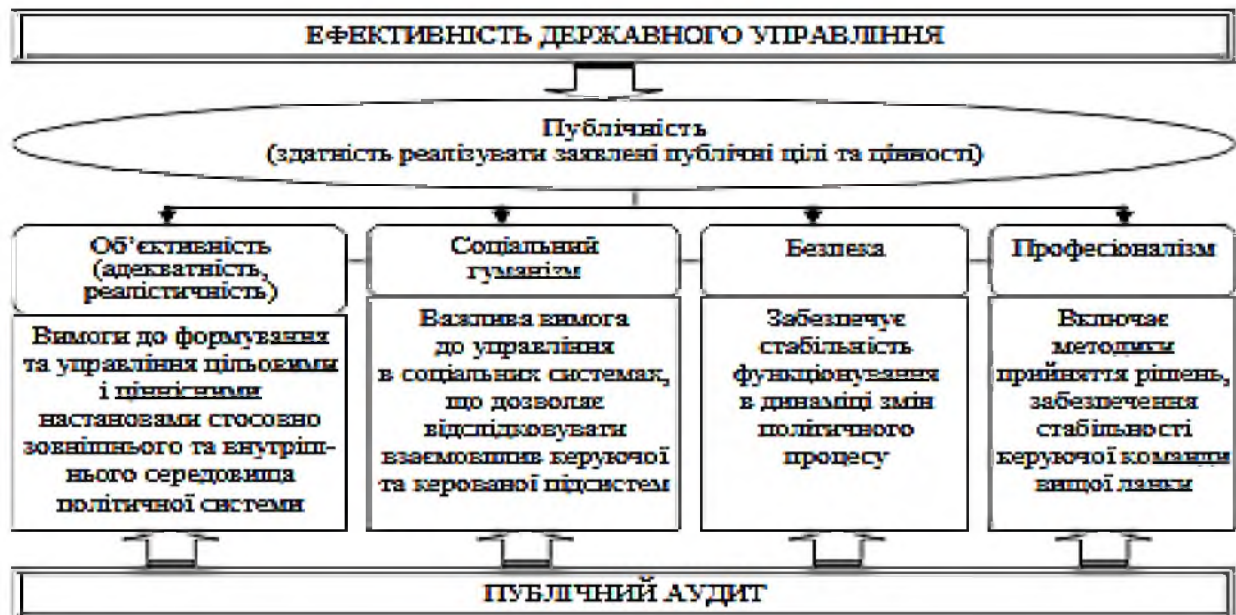 ЕФЕКТИВНІСТЬ ДЕРЖАВНОГО УПРАВЛІННЯ
Публічність
(здатність реалізувати заявлені публічні цілі та цінності)
Об’єктивність
(адекватність,
реалістичність)
Вимоги до формування
та управління цільовими
і ціннісними
настановами стосовно
зовнішнього та внутріш-
нього середовища
політичної системи
Соціальний
гуманізм
Важлива вимога
до управління
в соціальних системах,
що дозволяє
відслідковувати
взаємовплив керуючої
та керованої підсистем
Безпека
Забезпечує
стабільність
функціонування
в динаміці змін
політичного
процесу
Професіоналізм
Включає
методики
прийняття рішень,
забезпечення
стабільності
керуючої команди
вищої ланки
ПУБЛІЧНИЙ АУДИТ